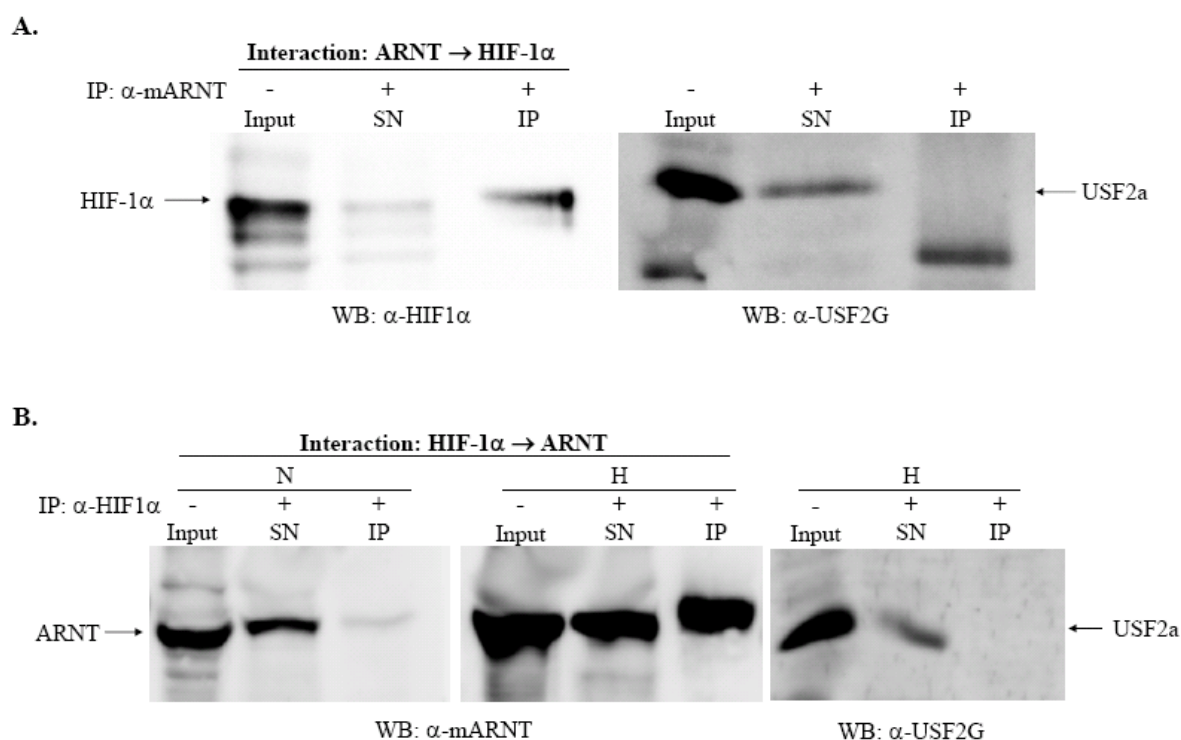 A.
Interaction: ARNT → HIF-1α
IP: α-mARNT - + + - + +
Input SN IP Input SN IP
HIF-1α USF2a
WB: α-HIF1α WB: α-USF2G
B.
Interaction: HIF-1α → ARNT
N H H
IP: α-HIF1α - + + - + + - + +
Input SN IP Input SN IP Input SN IP
ARNT USF2a
WB: α-mARNT WB: α-USF2G